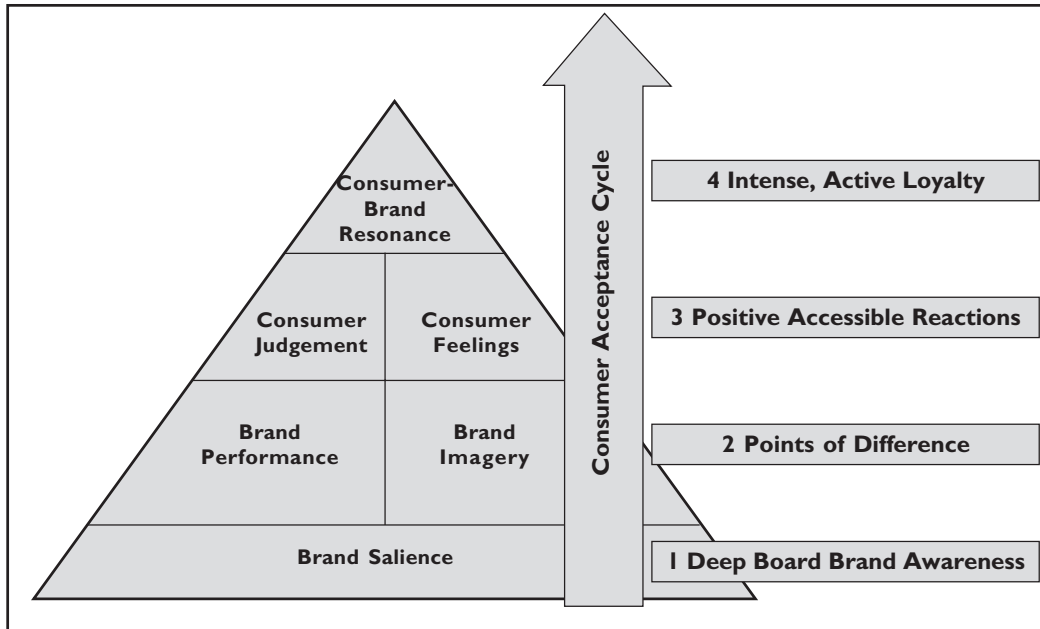 Consumer-
Brand
Resonance
4 Intense, Active Loyalty
Consumer
Judgement
Consumer
Feelings
3 Positive Accessible Reactions
Brand
Performance
Brand
Imagery
2 Points of Difference
Brand Salience
1 Deep Board Brand Awareness
Consumer Acceptance Cycle